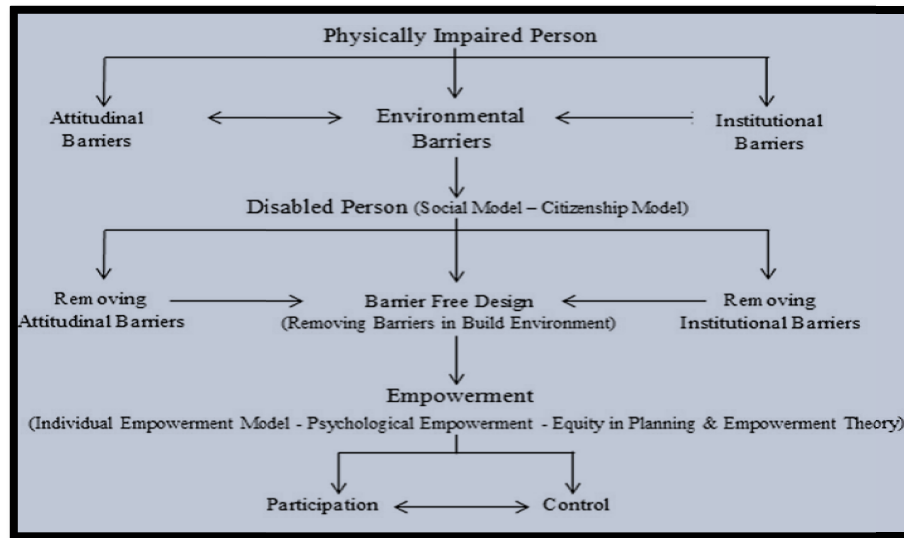 Physically Impaired Person
Attitudinal
Barriers
Environmental
Barriers
Institutional
Barriers
Disabled Person (Social Model – Citizenship Model)
Removing
Attitudinal Barriers
Barrier Free Design
(Removing Barriers in Build Environment)
Removing
Institutional Barriers
Empowerment
(Individual Empowerment Model - Psychological Empowerment - Equity in Planning & Empowerment Theory)
Participation
Control